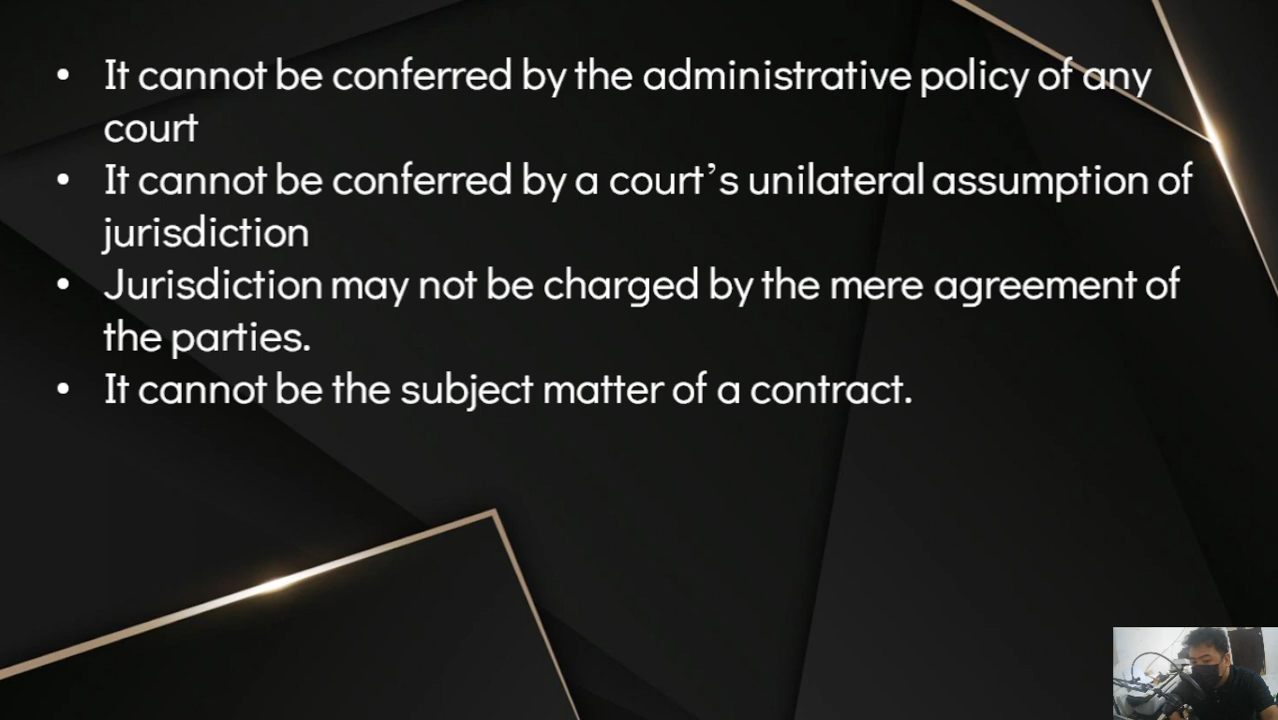 • It cannot be conferred by the administrative policy of any
court
• It cannot be conferred by a court’s unilateral assumption of
jurisdiction
• Jurisdiction may not be charged by the mere agreement of
the parties.
• It cannot be the subject matter of a contract.